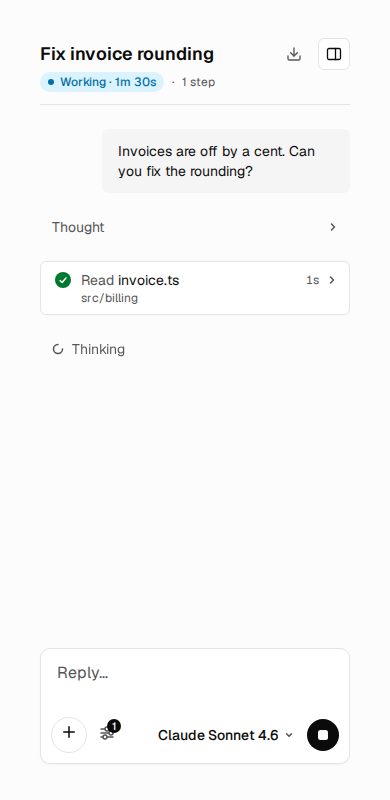 Fix invoice rounding
Working · 1m 30s · 1 step
Invoices are off by a cent. Can
you fix the rounding?
Thought
Read invoice.ts 1s
src/billing
Thinking
Reply...
1
Claude Sonnet 4.6